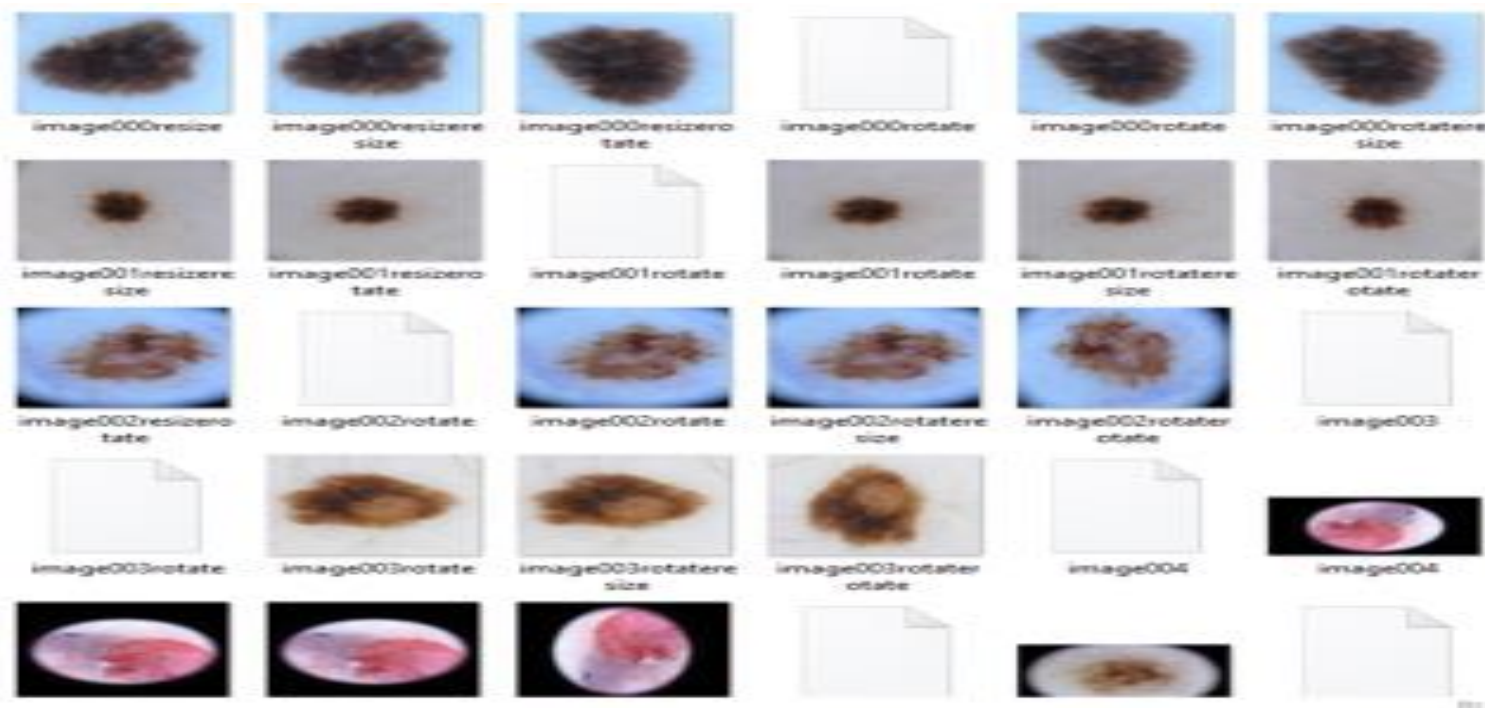 image000resize
image000resizere
size
image000resizero
tate
image000rotate
image000rotate
image000rotatere
size
image001resizere
size
image001resizero
tate
image001rotate
image001rotate
image001rotatere
size
image001rotater
otate
image002resizero
tate
image002rotate
image002rotate
image002rotatere
size
image002rotater
otate
image003
image003rotate
image003rotate
image003rotatere
size
image003rotater
otate
image004
image004